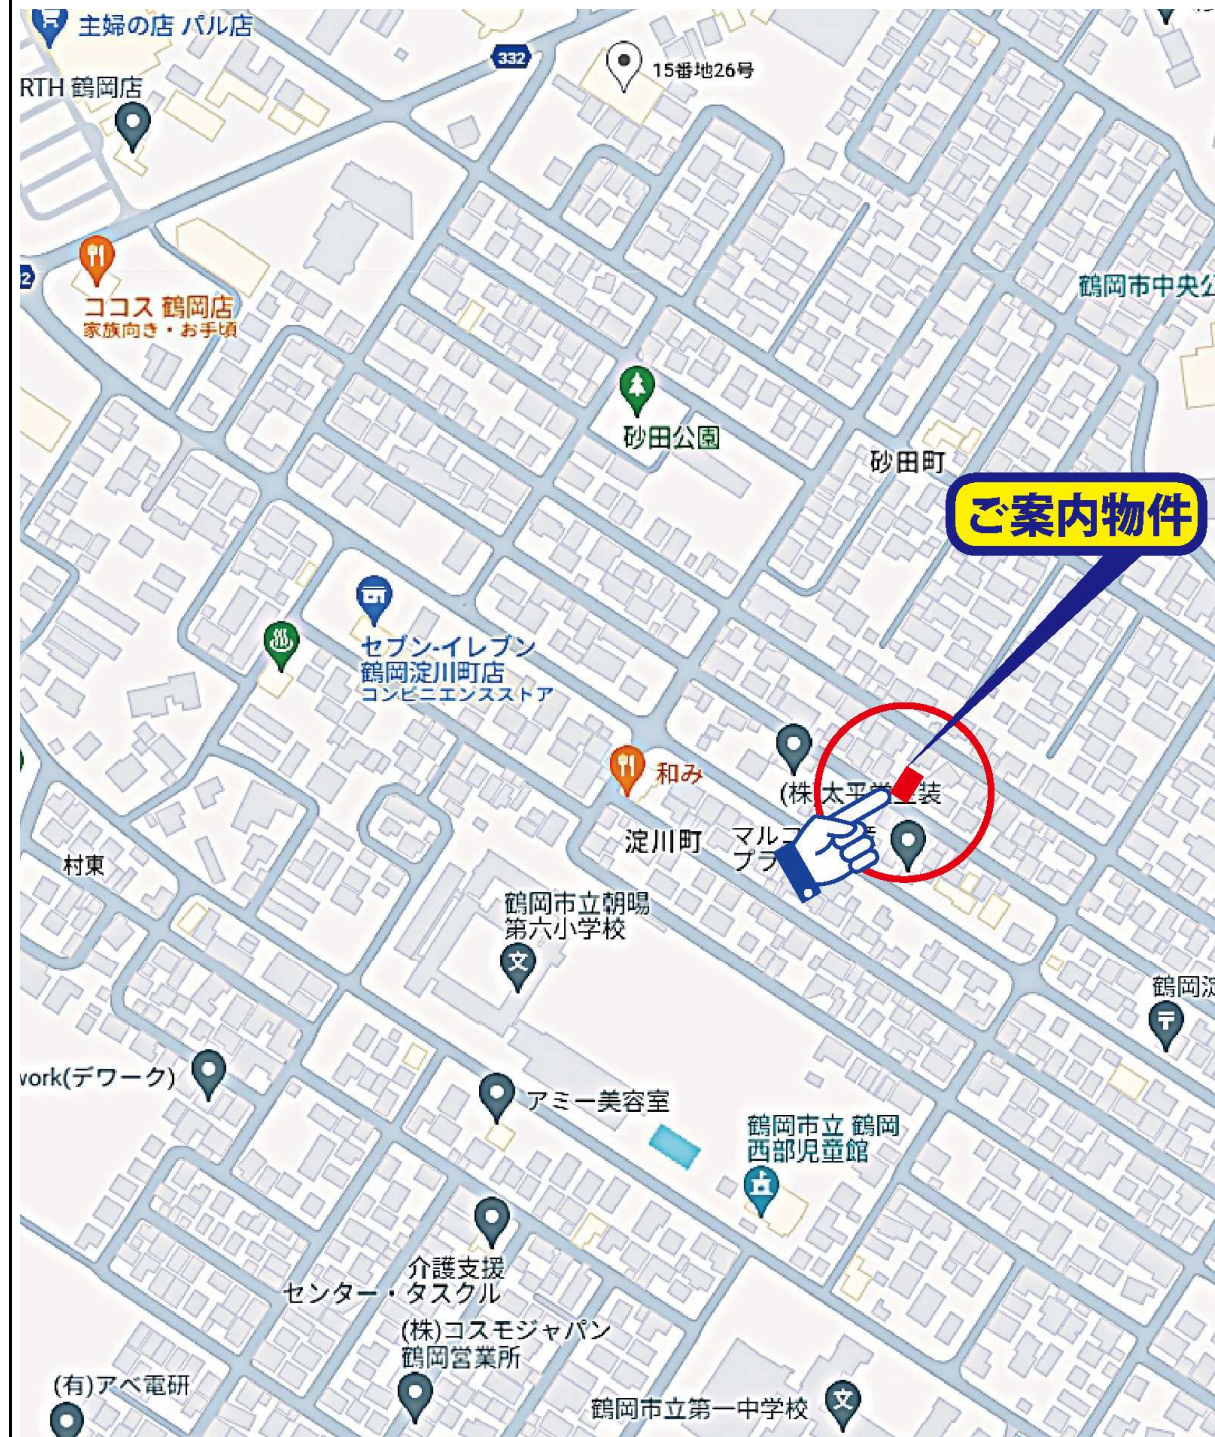 主婦の店 パル店
332
15番地26号
RTH 鶴岡店
ココス 鶴岡店
家族向き・お手頃
鶴岡市中央公
砂田公園
砂田町
ご案内物件
セブン-イレブン
鶴岡淀川町店
コンビニエンスストア
和み
(株)太平
装
淀川町
マルコ
プラ
村東
鶴岡市立朝暘
第六小学校
文
鶴岡淀
work(デワーク)
アミー美容室
鶴岡市立 鶴岡
西部児童館
介護支援
センター・タスクル
(株)コスモジャパン
鶴岡営業所
(有)アベ電研
鶴岡市立第一中学校
文